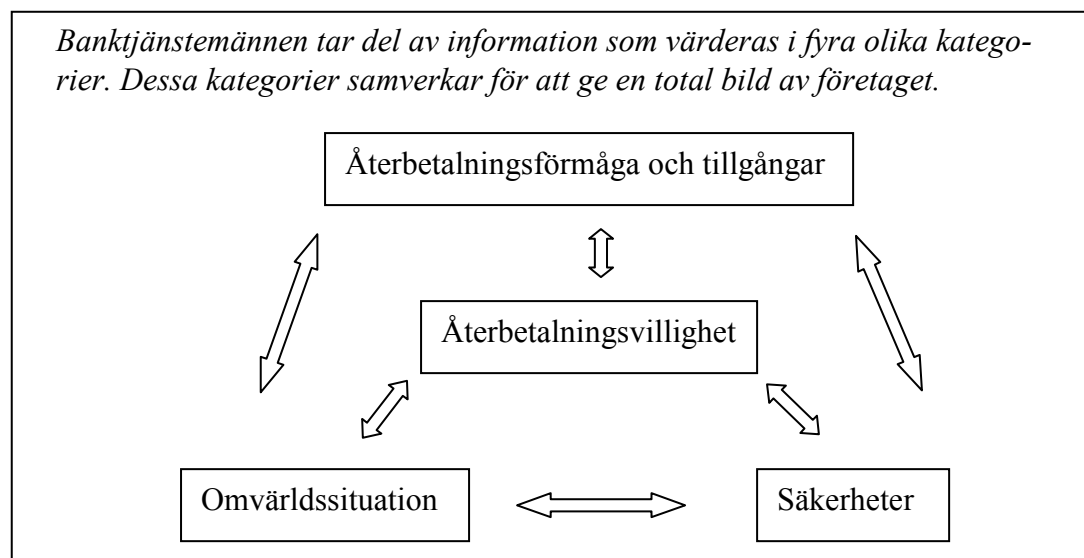 Banktjänstemännen tar del av information som värderas i fyra olika katego-
rier. Dessa kategorier samverkar för att ge en total bild av företaget.
Återbetalningsförmåga och tillgångar
Återbetalningsvillighet
Omvärldssituation
Säkerheter